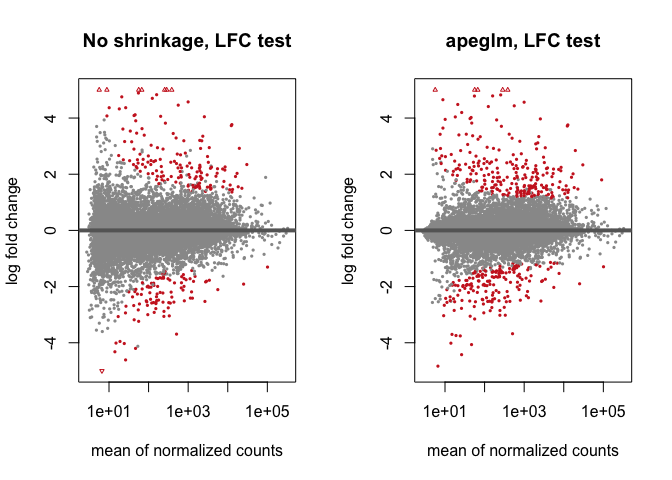 No shrinkage, LFC test
4
2
0
-2
-4
log fold change
1e+01
1e+03
1e+05
mean of normalized counts
apeglm, LFC test
4
2
0
-2
-4
log fold change
1e+01
1e+03
1e+05
mean of normalized counts